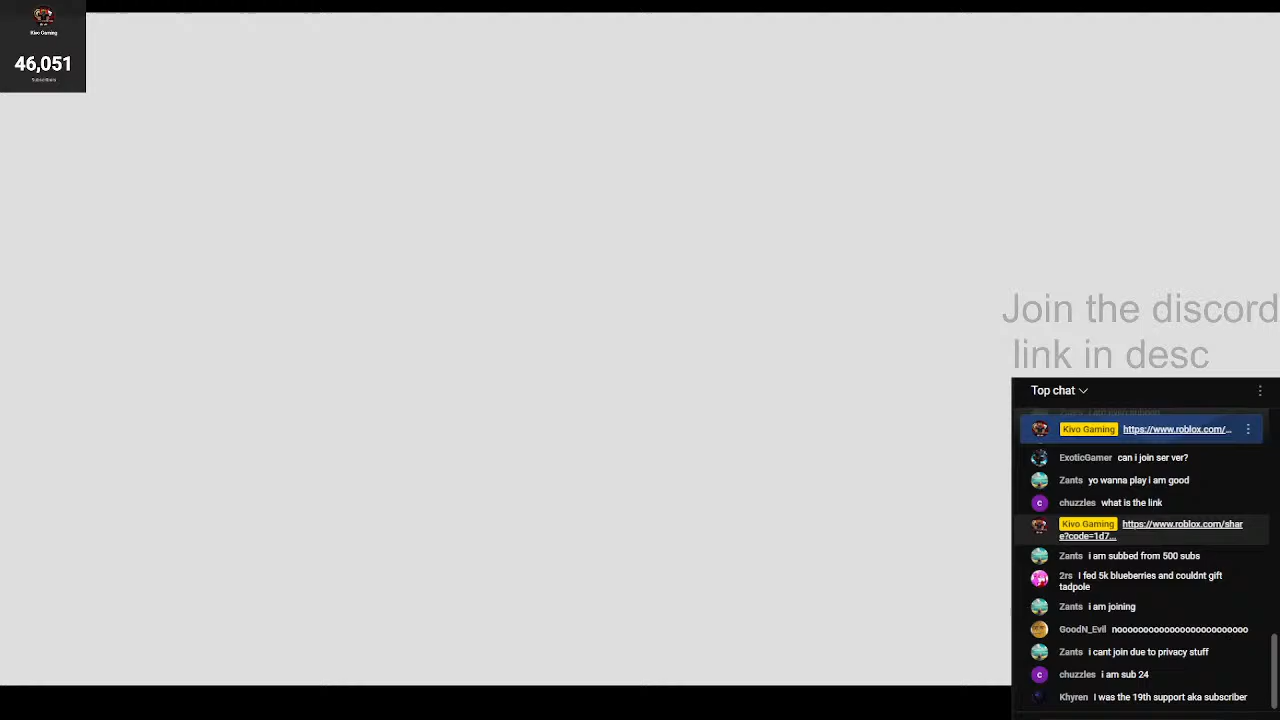 Kivo Gaming
46,051
Subscribers
Join the discord
link in desc
Top chat
Kivo Gaming https://www.roblox.com/...
ExoticGamer can i join ser ver?
Zants yo wanna play i am good
chuzzles what is the link
Kivo Gaming https://www.roblox.com/shar
e?code=1d7...
Zants i am subbed from 500 subs
2rs I fed 5k blueberries and couldnt gift
tadpole
Zants i am joining
GoodN_Evil noooooooooooooooooooooooo
Zants i cant join due to privacy stuff
c chuzzles i am sub 24
Khyren I was the 19th support aka subscriber